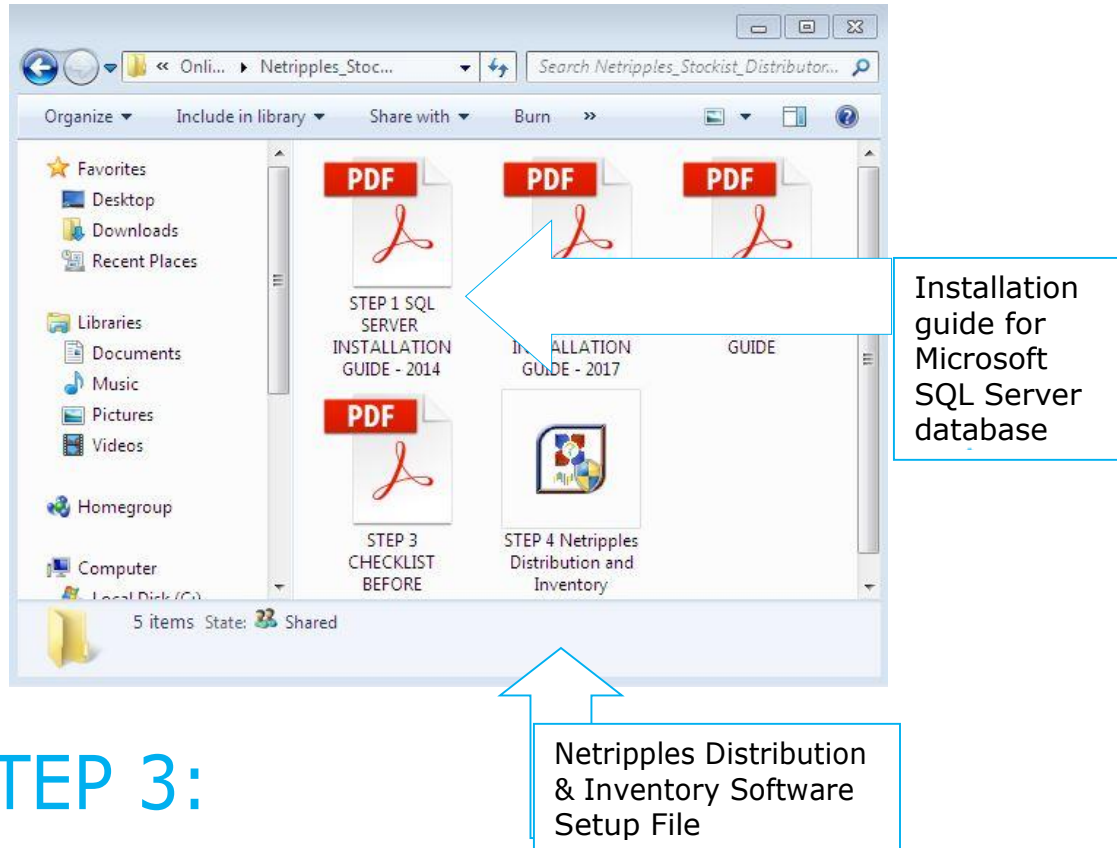 « Onli... Netripples_Stoc...
Search Netripples_Stockist_Distributor...
Organize Include in library Share with Burn »
Favorites
Desktop
Downloads
Recent Places
Libraries
Documents
Music
Pictures
Videos
Homegroup
Computer
Local Disk (C:)
PDF
STEP 1 SQL
SERVER
INSTALLATION
GUIDE - 2014
PDF
GUIDE - 2017
PDF
GUIDE
PDF
STEP 3
CHECKLIST
BEFORE
STEP 4 Netripples
Distribution and
Inventory
5 items State: Shared
Installation
guide for
Microsoft
SQL Server
database
Netripples Distribution
& Inventory Software
Setup File
TEP 3: